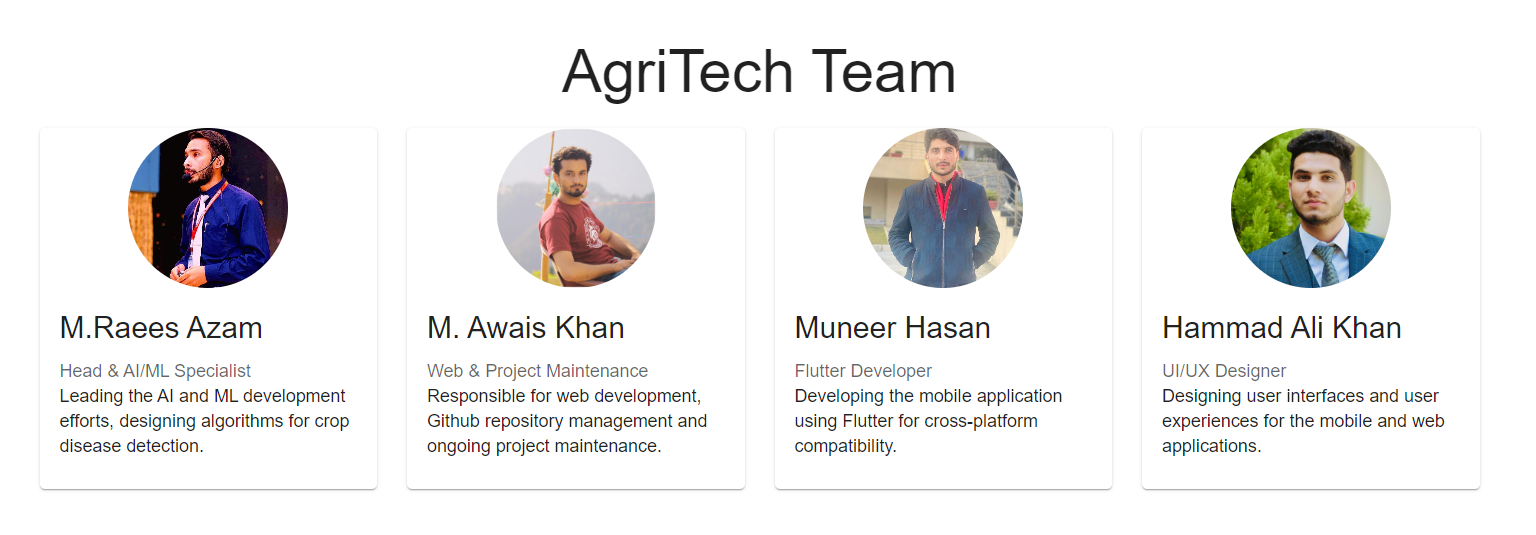 AgriTech Team
M.Raees Azam
Head & AI/ML Specialist
Leading the AI and ML development
efforts, designing algorithms for crop
disease detection.
M. Awais Khan
Web & Project Maintenance
Responsible for web development,
Github repository management and
ongoing project maintenance.
Muneer Hasan
Flutter Developer
Developing the mobile application
using Flutter for cross-platform
compatibility.
Hammad Ali Khan
UI/UX Designer
Designing user interfaces and user
experiences for the mobile and web
applications.